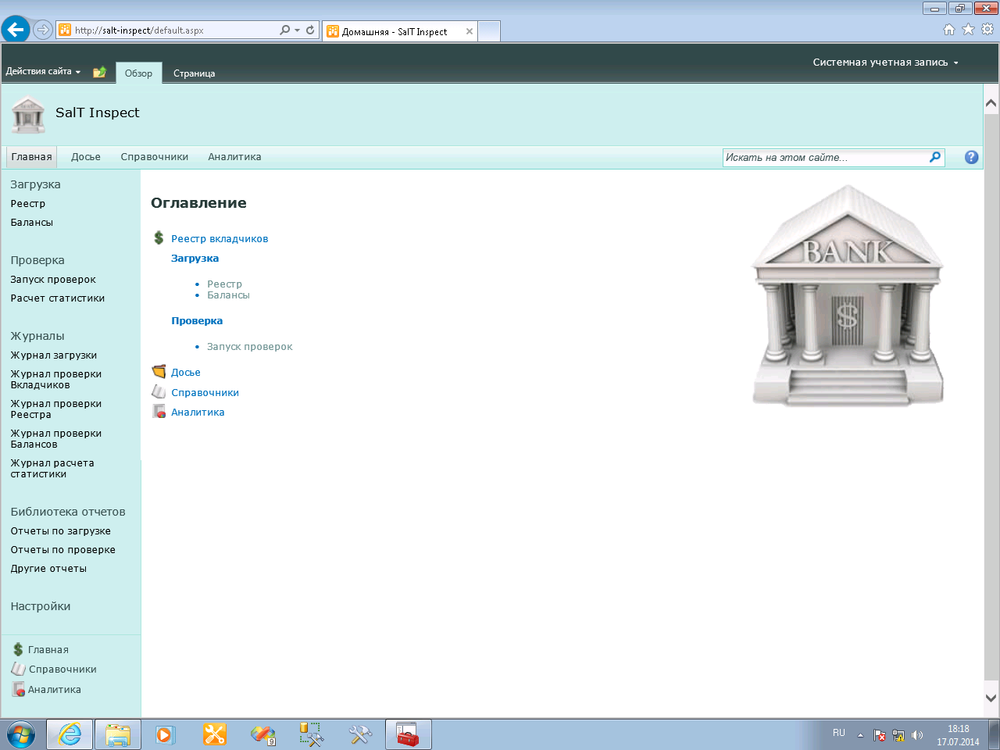 http://salt-inspect/default.aspx
Домашняя - SalT Inspect
Системная учетная запись
Действия сайта
Обзор
Страница
SalT Inspect
Главная
Досье
Справочники
Аналитика
Искать на этом сайте...
Загрузка
Реестр
Балансы
Проверка
Запуск проверок
Расчет статистики
Журналы
Журнал загрузки
Журнал проверки
Вкладчиков
Журнал проверки
Реестра
Журнал проверки
Балансов
Журнал расчета
статистики
Библиотека отчетов
Отчеты по загрузке
Отчеты по проверке
Другие отчеты
Настройки
Главная
Справочники
Аналитика
Оглавление
Реестр вкладчиков
Загрузка
Реестр
Балансы
Проверка
Запуск проверок
Досье
Справочники
Аналитика
BANK
$
9
RU
18:18
17.07.2014